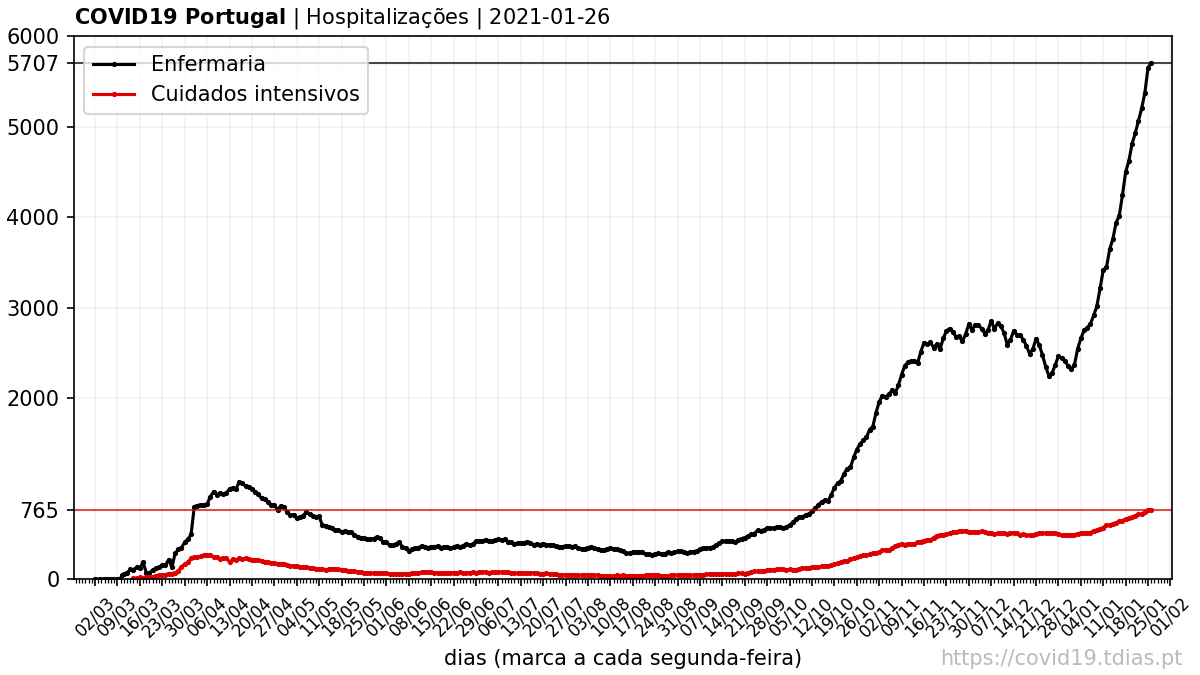 COVID19 Portugal | Hospitalizações | 2021-01-26
6000
5707
5000
4000
3000
2000
765
0
Enfermaria
Cuidados intensivos
02/03 09/03 16/03 23/03 30/03 06/04 13/04 20/04 27/04 04/05 11/05 18/05 25/05 01/06 08/06 15/06 22/06 29/06 06/07 13/07 20/07 27/07 03/08 10/08 17/08 24/08 31/08 07/09 14/09 21/09 28/09 05/10 12/10 19/10 26/10 02/11 09/11 16/11 23/11 30/11 07/12 14/12 21/12 28/12 04/01 11/01 18/01 25/01 01/02
dias (marca a cada segunda-feira)
https://covid19.tdias.pt